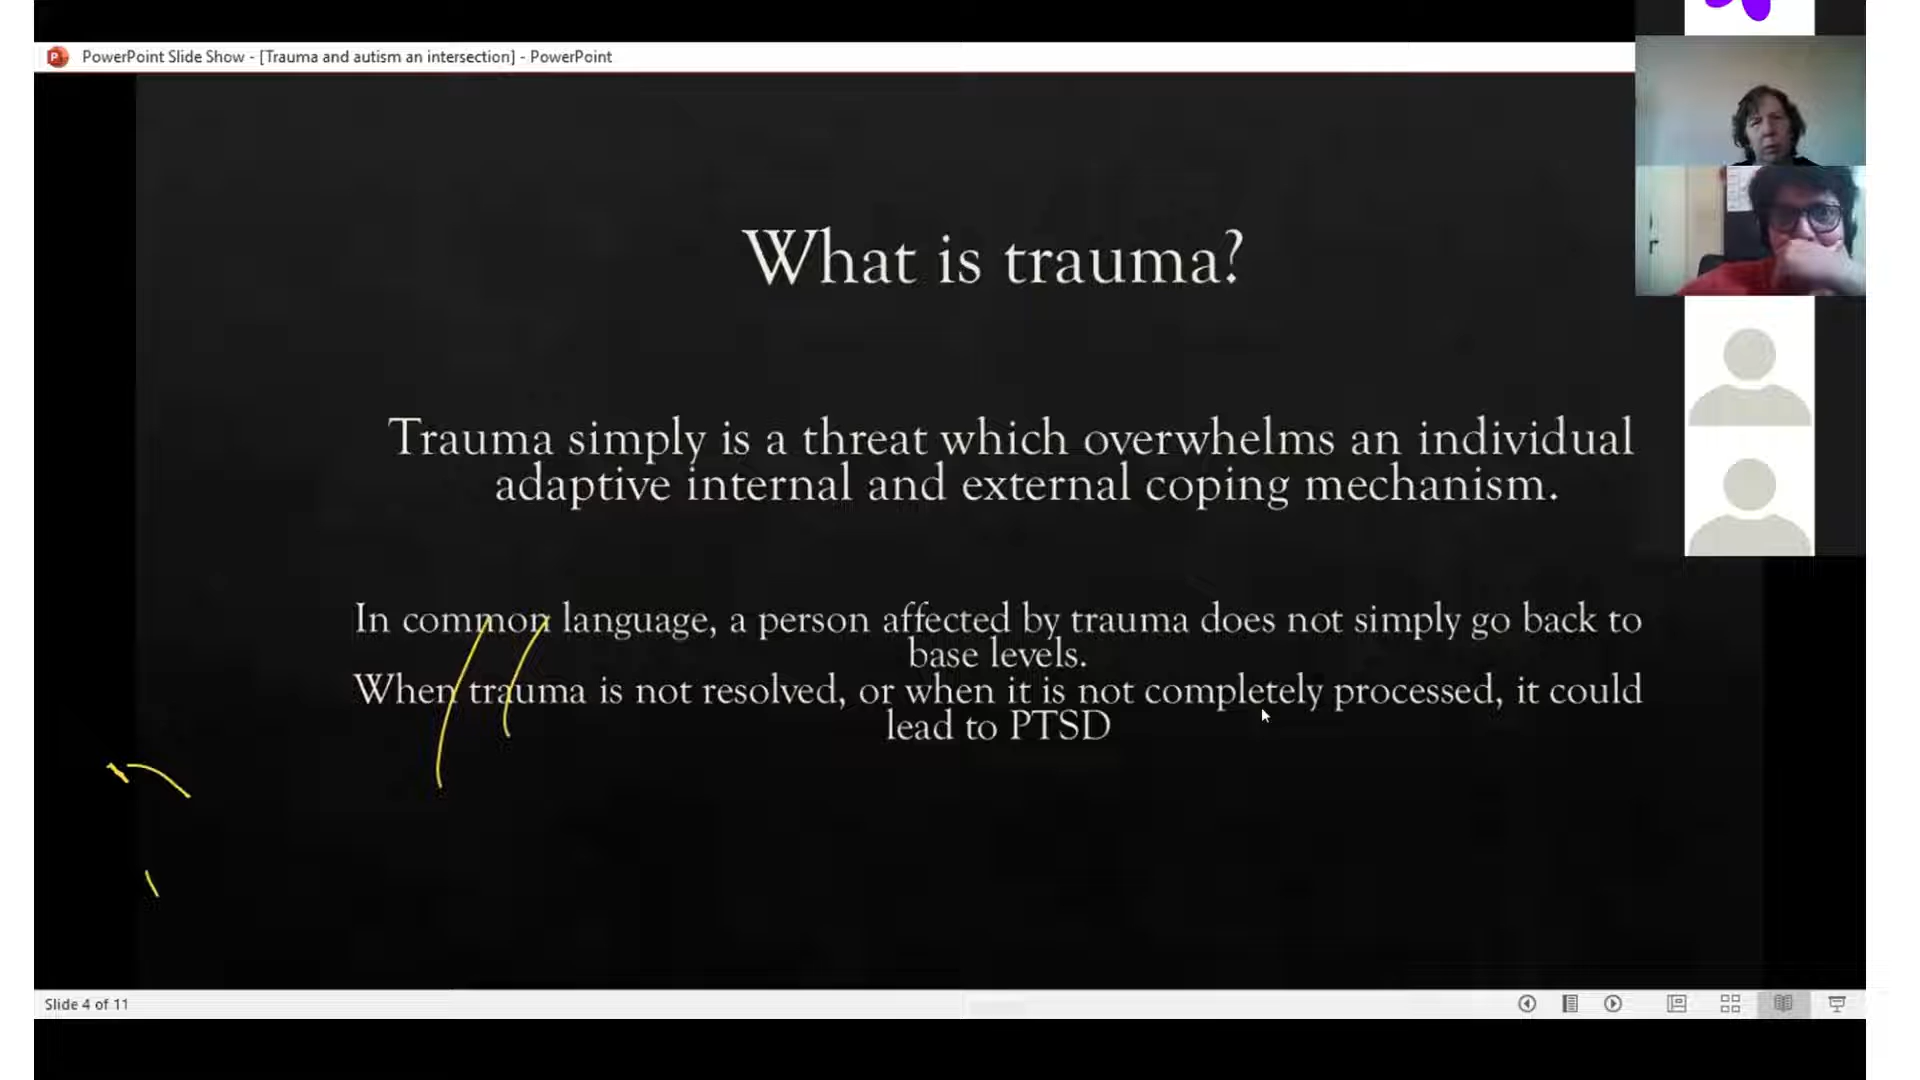 PowerPoint Slide Show - [Trauma and autism an intersection] - PowerPoint
What is trauma?
Trauma simply is a threat which overwhelms an individual
adaptive internal and external coping mechanism.
In common language, a person affected by trauma does not simply go back to
base levels.
When trauma is not resolved, or when it is not completely processed, it could
lead to PTSD
Slide 4 of 11